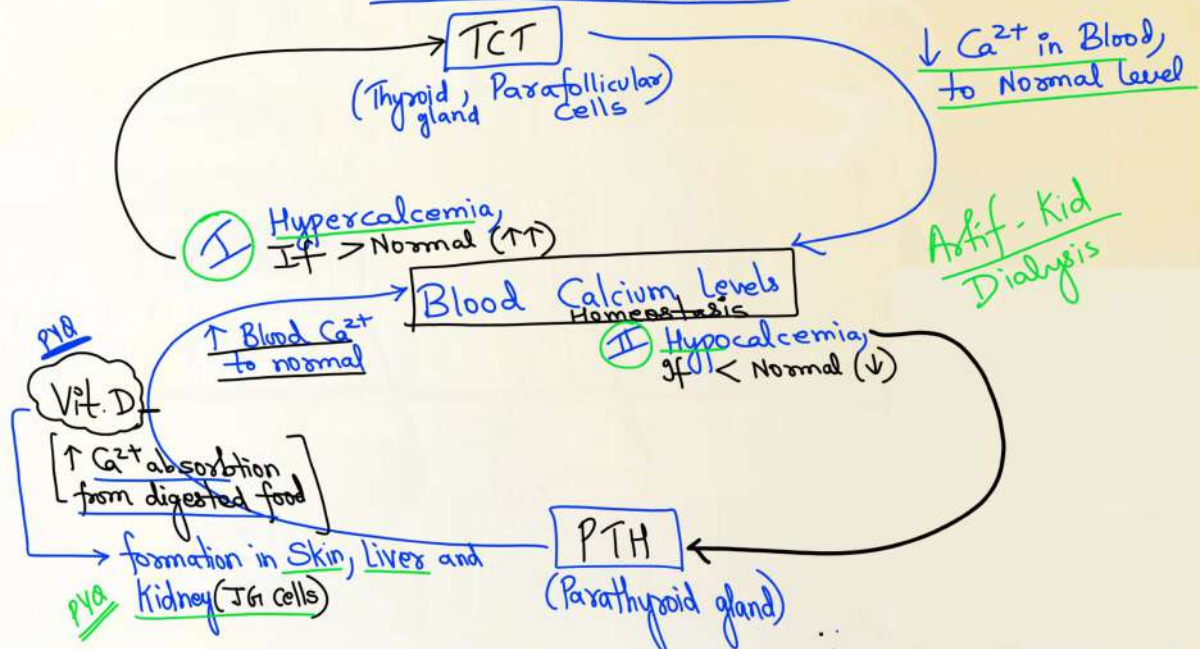 TCT
(Thyroid, Parafollicular)
gland Cells
↓ Ca²⁺ in Blood,
to Normal level
I Hypercalcemia,
If > Normal (↑↑)
Artif - Kid
Dialysis
Blood Calcium Levels
Homeostasis
↑ Blood Ca²⁺
to normal
II Hypocalcemia,
If < Normal (↓)
PYQ
Vit. D
[↑ Ca²⁺ absorbtion
from digested food]
formation in Skin, Liver and
PYQ Kidney (JG cells)
PTH
(Parathyroid gland)